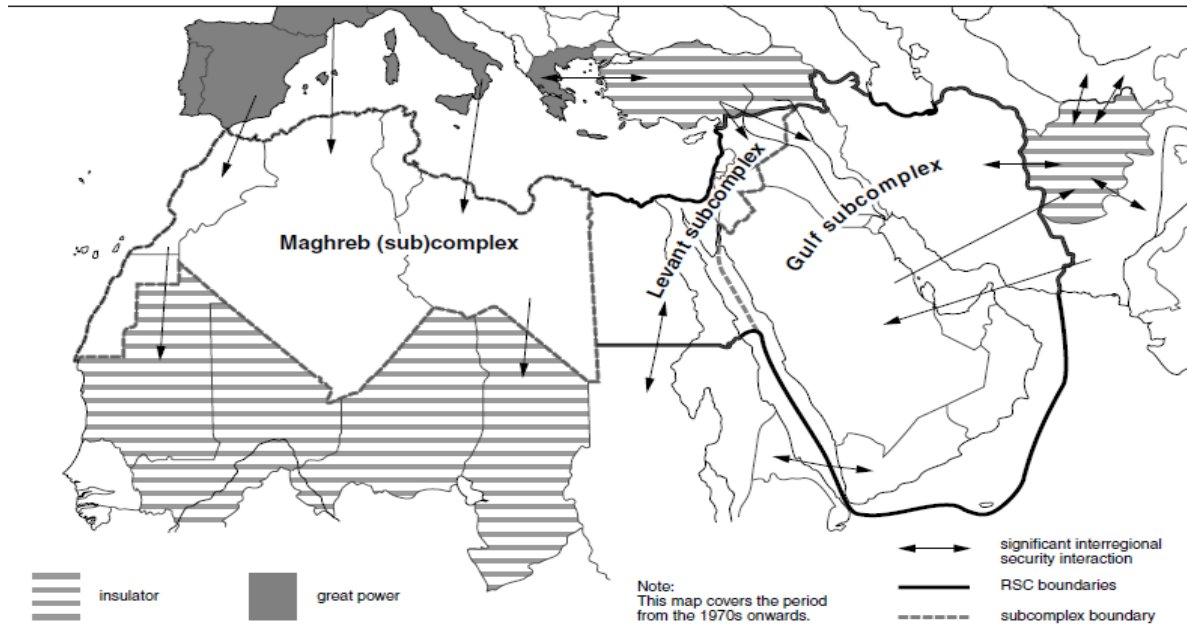 Maghreb (sub)complex
Levant subcomplex
Gulf subcomplex
insulator
great power
Note:
This map covers the period
from the 1970s onwards.
significant interregional
security interaction
RSC boundaries
subcomplex boundary